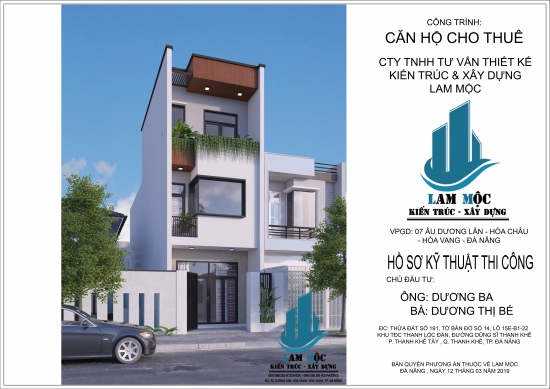 CÔNG TRÌNH:
CĂN HỘ CHO THUÊ
CTY TNHH TƯ VẤN THIẾT KẾ
KIẾN TRÚC & XÂY DỰNG
LAM MỘC
LAM MỘC
KIẾN TRÚC - XÂY DỰNG
VPGD: 07 ÂU DƯƠNG LÂN - HÒA CHÂU
- HÒA VANG - ĐÀ NẴNG
HỒ SƠ KỸ THUẬT THI CÔNG
CHỦ ĐẦU TƯ:
ÔNG: DƯƠNG BA
BÀ: DƯƠNG THỊ BÉ
ĐC: THỬA ĐẤT SỐ 191, TỜ BẢN ĐỒ SỐ 14, LÔ 15E-B1-22
KHU TĐC THANH LỘC ĐÁN, ĐƯỜNG DŨNG SĨ THANH KHÊ
P. THANH KHÊ TÂY , Q. THANH KHÊ, TP. ĐÀ NẴNG
BẢN QUYỀN PHƯƠNG ÁN THUỘC VỀ LAM MỘC
ĐÀ NẴNG , NGÀY 12 THÁNG 03 NĂM 2019
LAM MỘC
KIẾN TRÚC - XÂY DỰNG